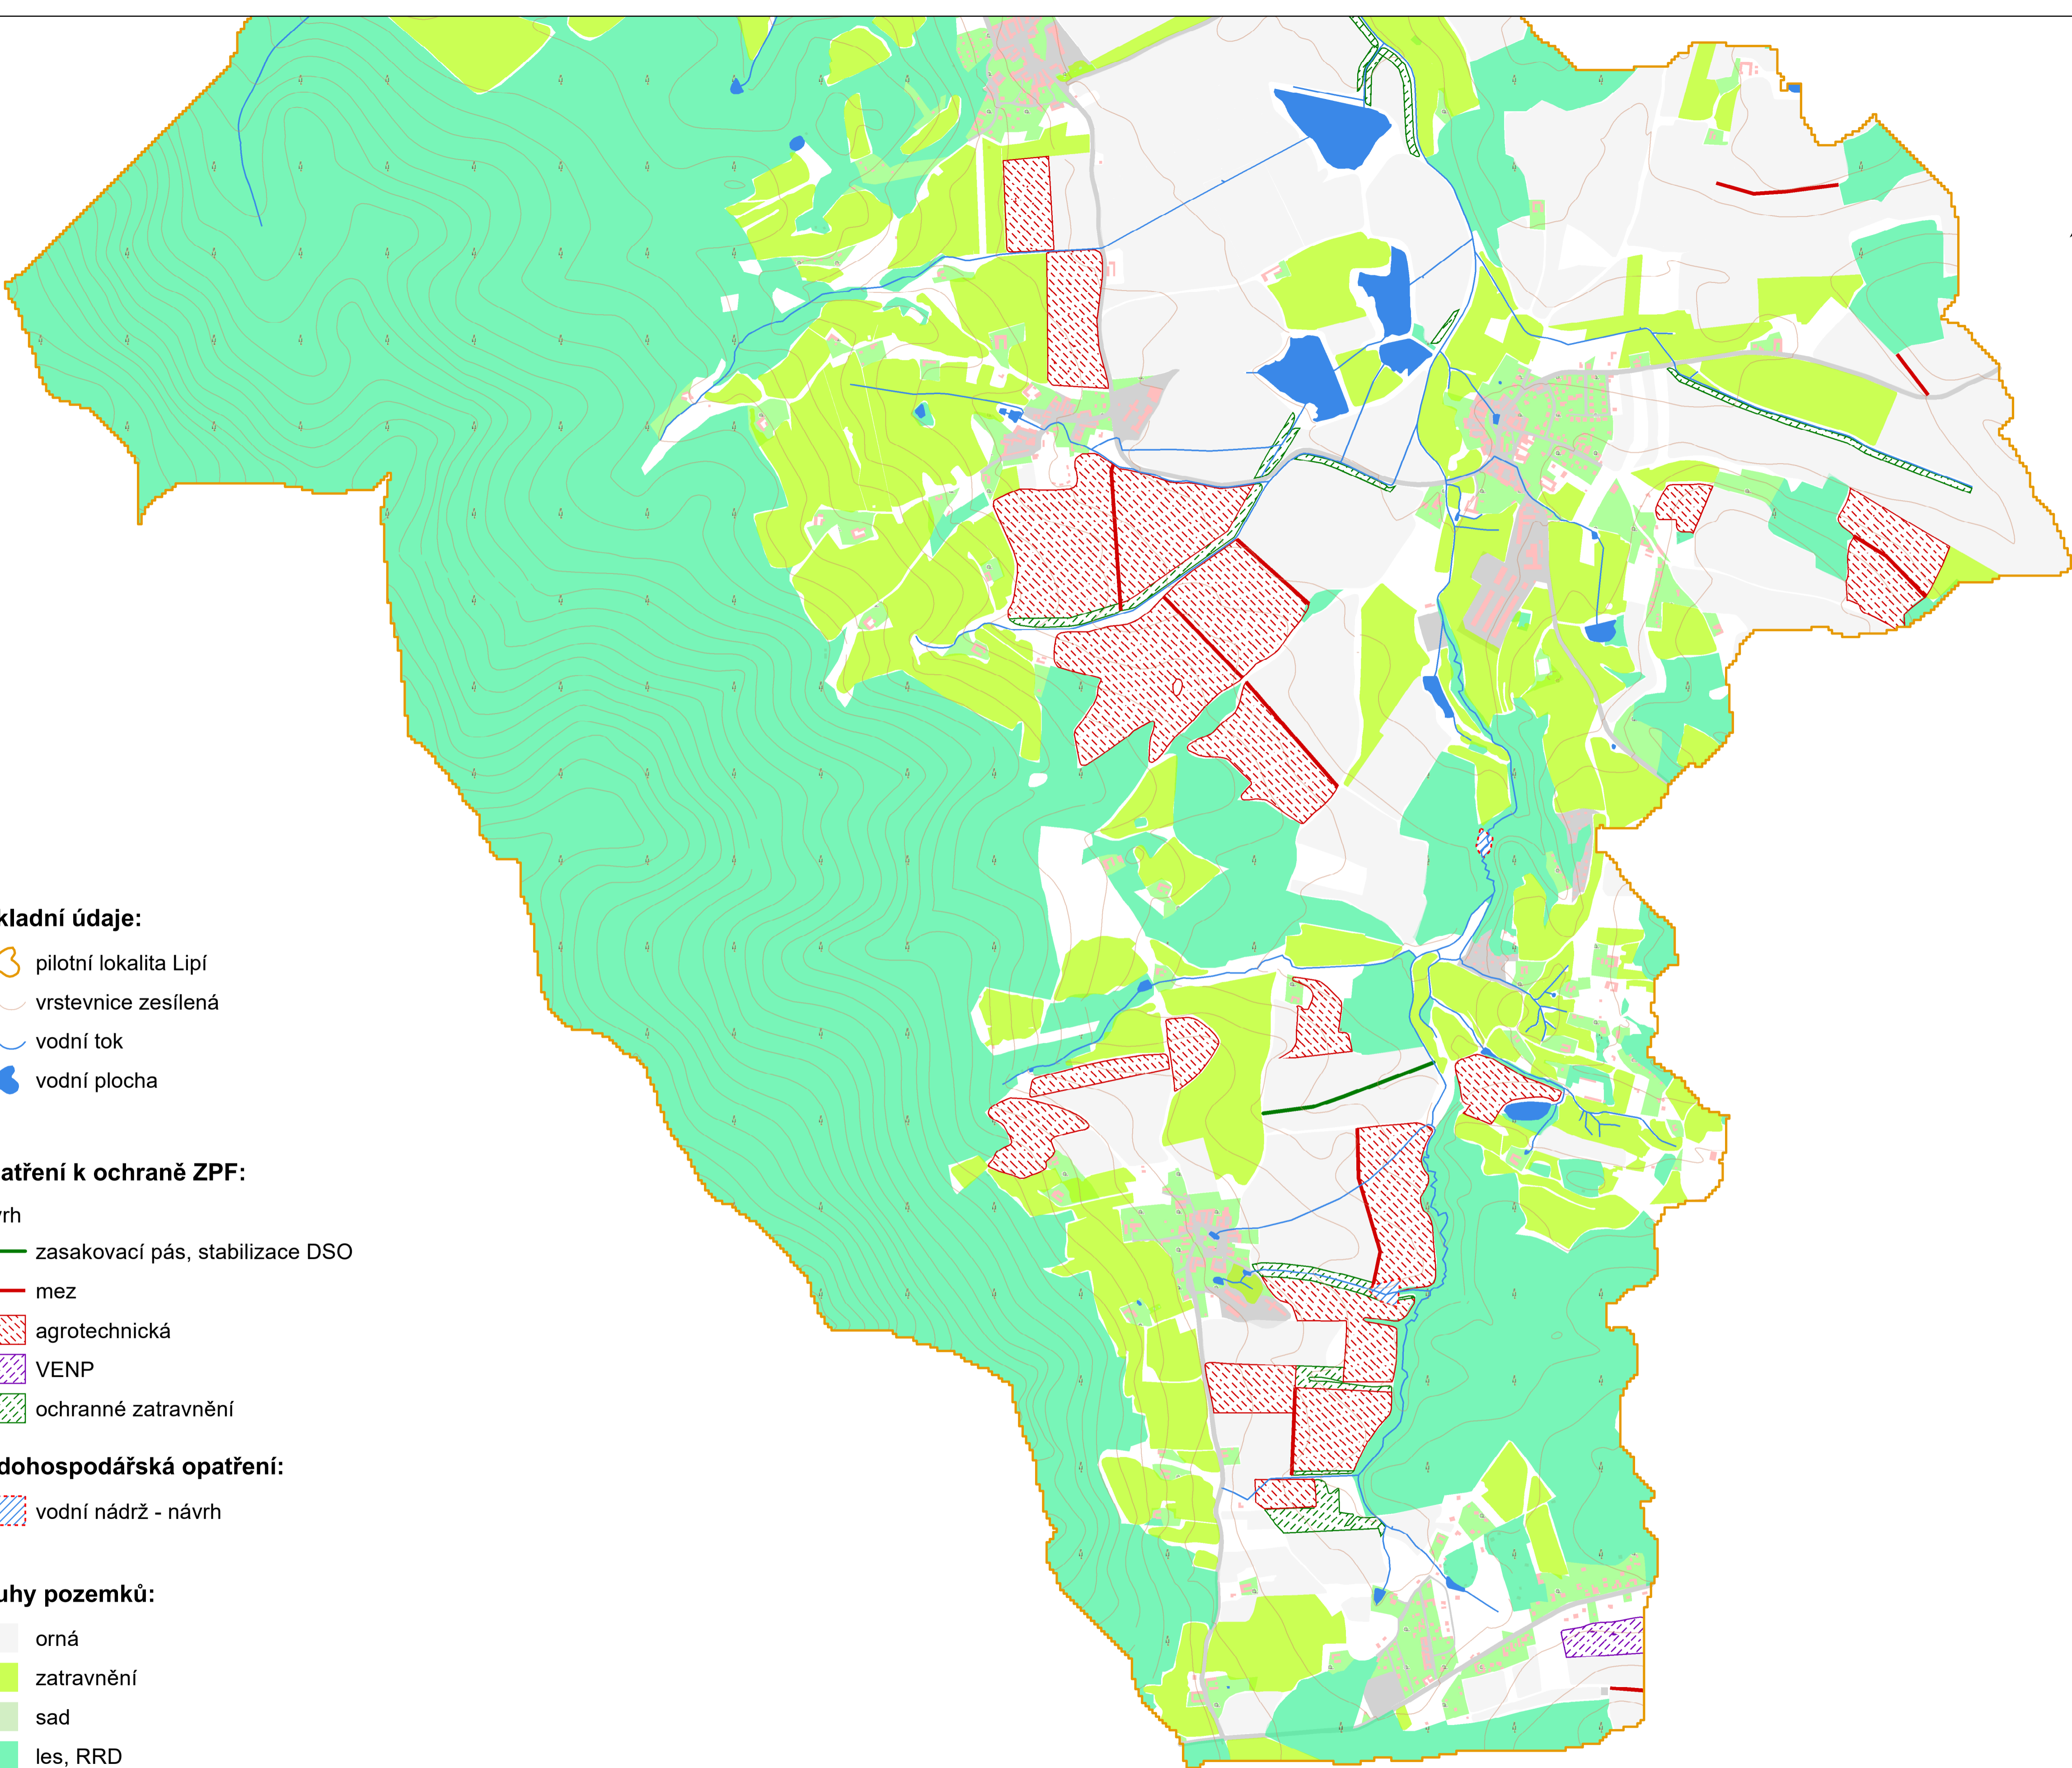 kladní údaje:
pilotní lokalita Lipí
vrstevnice zesílená
vodní tok
vodní plocha
atření k ochraně ZPF:
rh
zasakovací pás, stabilizace DSO
mez
agrotechnická
VENP
ochranné zatravnění
dohospodářská opatření:
vodní nádrž - návrh
uhy pozemků:
orná
zatravnění
sad
les, RRD